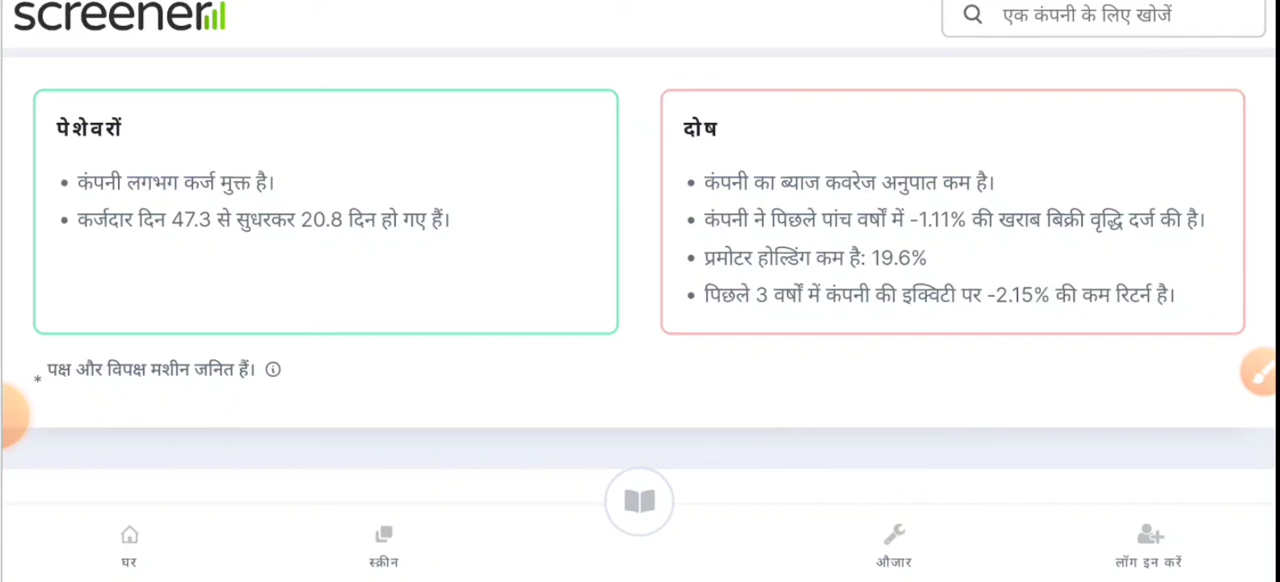 screener
एक कंपनी के लिए खोजें
पेशेवरों
• कंपनी लगभग कर्ज मुक्त है।
• कर्जदार दिन 47.3 से सुधरकर 20.8 दिन हो गए हैं।
दोष
• कंपनी का ब्याज कवरेज अनुपात कम है।
• कंपनी ने पिछले पांच वर्षों में -1.11% की खराब बिक्री वृद्धि दर्ज की है।
• प्रमोटर होल्डिंग कम है: 19.6%
• पिछले 3 वर्षों में कंपनी की इक्विटी पर -2.15% की कम रिटर्न है।
* पक्ष और विपक्ष मशीन जनित हैं।
घर
स्क्रीन
औजार
लॉग इन करें